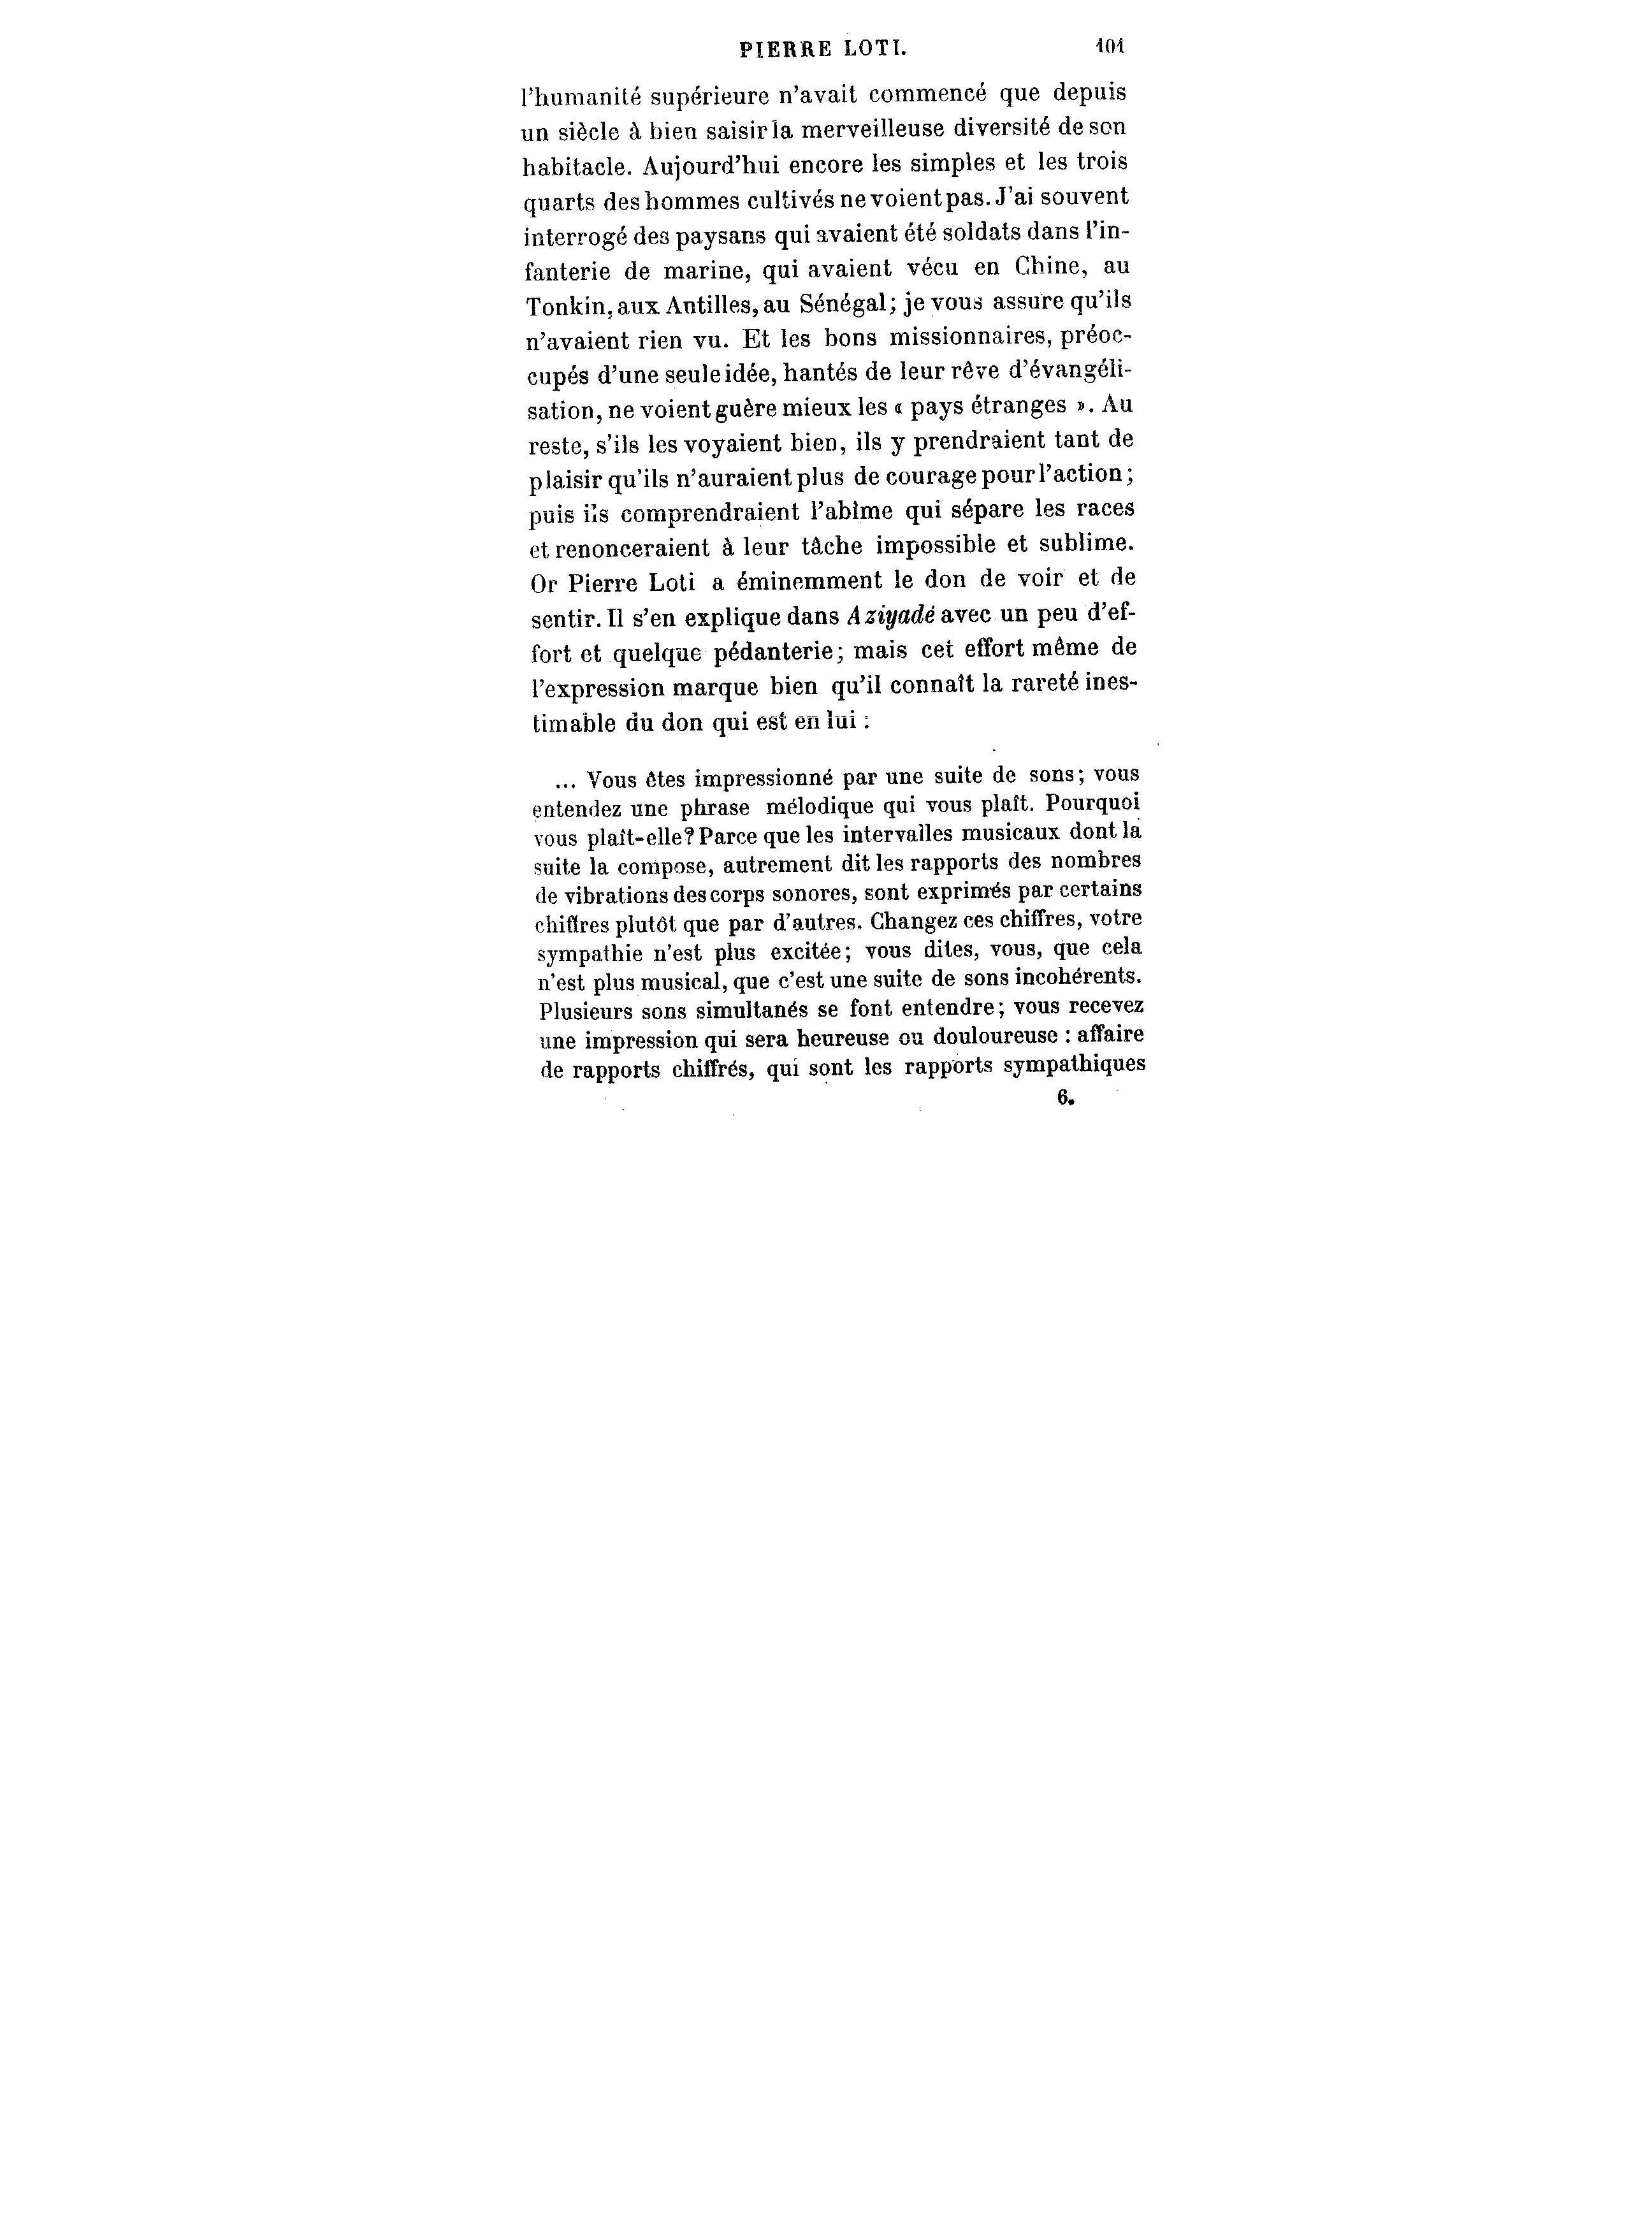 PIERRE LOTI. 101
l'humanité supérieure n'avait commencé que depuis
un siècle à bien saisir la merveilleuse diversité de son
habitacle. Aujourd'hui encore les simples et les trois
quarts des hommes cultivés ne voient pas. J'ai souvent
interrogé des paysans qui avaient été soldats dans l'in-
fanterie de marine, qui avaient vécu en Chine, au
Tonkin, aux Antilles, au Sénégal; je vous assure qu'ils
n'avaient rien vu. Et les bons missionnaires, préoc-
cupés d'une seule idée, hantés de leur rêve d'évangéli-
sation, ne voient guère mieux les « pays étranges ». Au
reste, s'ils les voyaient bien, ils y prendraient tant de
plaisir qu'ils n'auraient plus de courage pour l'action;
puis ils comprendraient l'abîme qui sépare les races
et renonceraient à leur tâche impossible et sublime.
Or Pierre Loti a éminemment le don de voir et de
sentir. Il s'en explique dans Aziyadé avec un peu d'ef-
fort et quelque pédanterie; mais cet effort même de
l'expression marque bien qu'il connaît la rareté ines-
timable du don qui est en lui :
... Vous êtes impressionné par une suite de sons; vous
entendez une phrase mélodique qui vous plaît. Pourquoi
vous plaît-elle? Parce que les intervalles musicaux dont la
suite la compose, autrement dit les rapports des nombres
de vibrations des corps sonores, sont exprimés par certains
chiffres plutôt que par d'autres. Changez ces chiffres, votre
sympathie n'est plus excitée; vous dites, vous, que cela
n'est plus musical, que c'est une suite de sons incohérents.
Plusieurs sons simultanés se font entendre; vous recevez
une impression qui sera heureuse ou douloureuse : affaire
de rapports chiffrés, qui sont les rapports sympathiques
6.